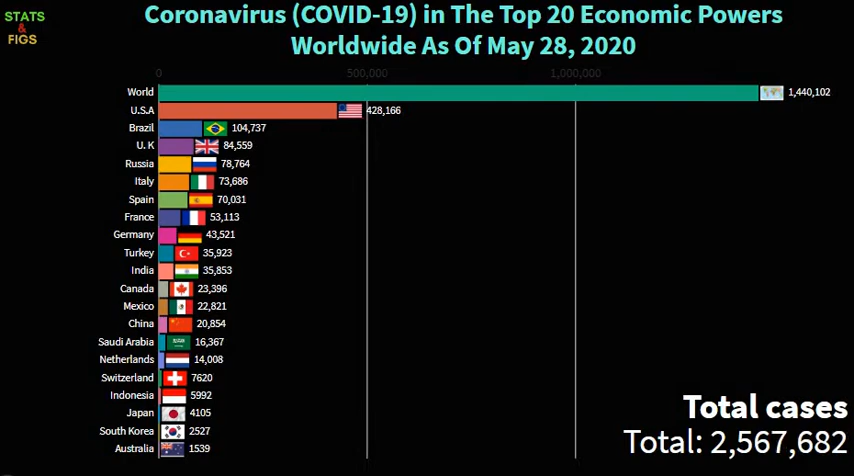 STATS
&
FIGS
Coronavirus (COVID-19) in The Top 20 Economic Powers
Worldwide As Of May 28, 2020
0 500,000 1,000,000
World 1,440,102
U.S.A 428,166
Brazil 104,737
U. K 84,559
Russia 78,764
Italy 73,686
Spain 70,031
France 53,113
Germany 43,521
Turkey 35,923
India 35,853
Canada 23,396
Mexico 22,821
China 20,854
Saudi Arabia 16,367
Netherlands 14,008
Switzerland 7620
Indonesia 5992
Japan 4105
South Korea 2527
Australia 1539
Total cases
Total: 2,567,682